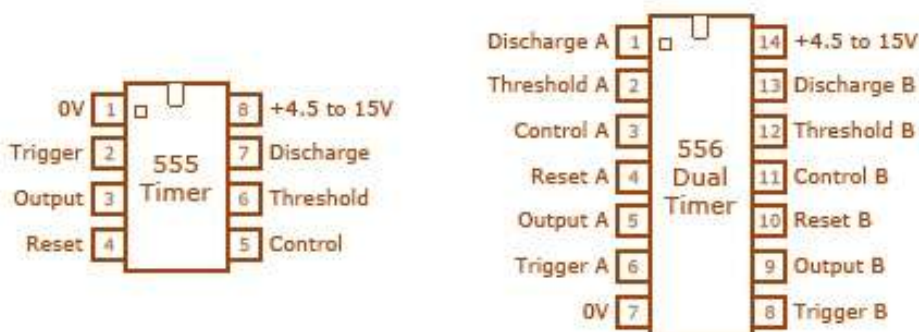 0V 1 8 +4.5 to 15V
Trigger 2 7 Discharge
555
Timer
Output 3 6 Threshold
Reset 4 5 Control
Discharge A 1 14 +4.5 to 15V
Threshold A 2 13 Discharge B
Control A 3 12 Threshold B
556
Dual
Timer
Reset A 4 11 Control B
Output A 5 10 Reset B
Trigger A 6 9 Output B
0V 7 8 Trigger B